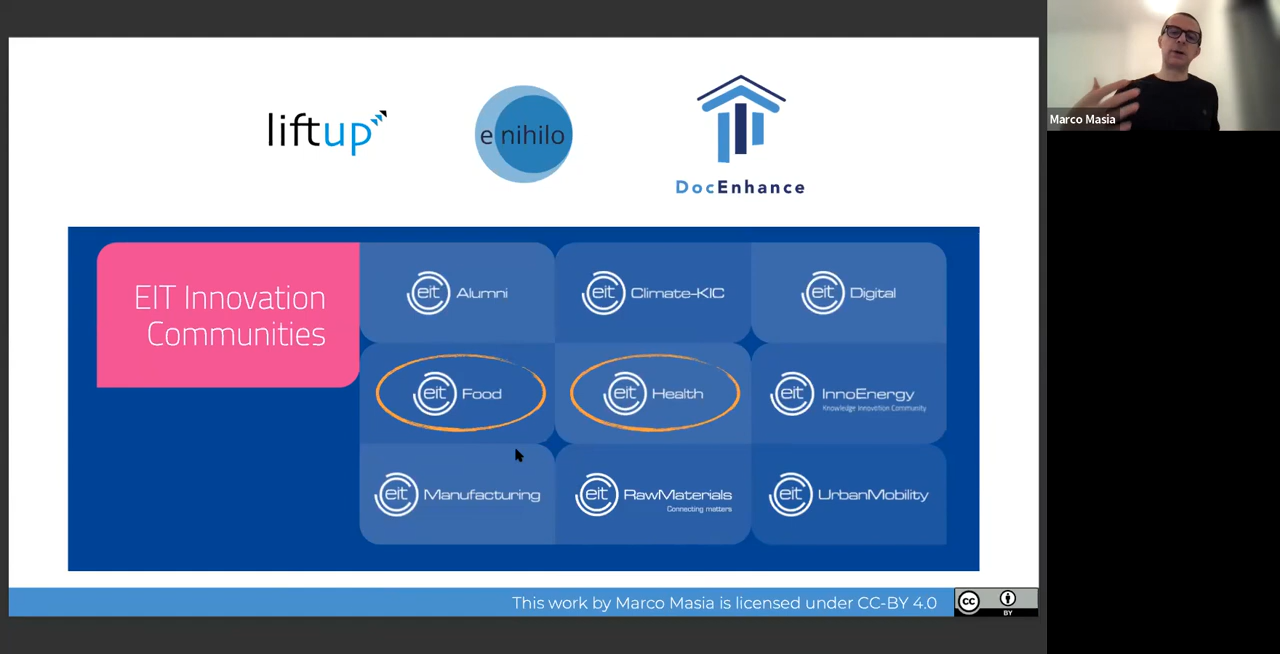 liftup
e nihilo
DocEnhance
EIT Innovation
Communities
eit Alumni
eit Climate-KIC
eit Digital
eit Food
eit Health
eit InnoEnergy
Knowledge Innovation Community
eit Manufacturing
eit RawMaterials
Connecting matters
eit UrbanMobility
This work by Marco Masia is licensed under CC-BY 4.0
cc
BY
Marco Masia